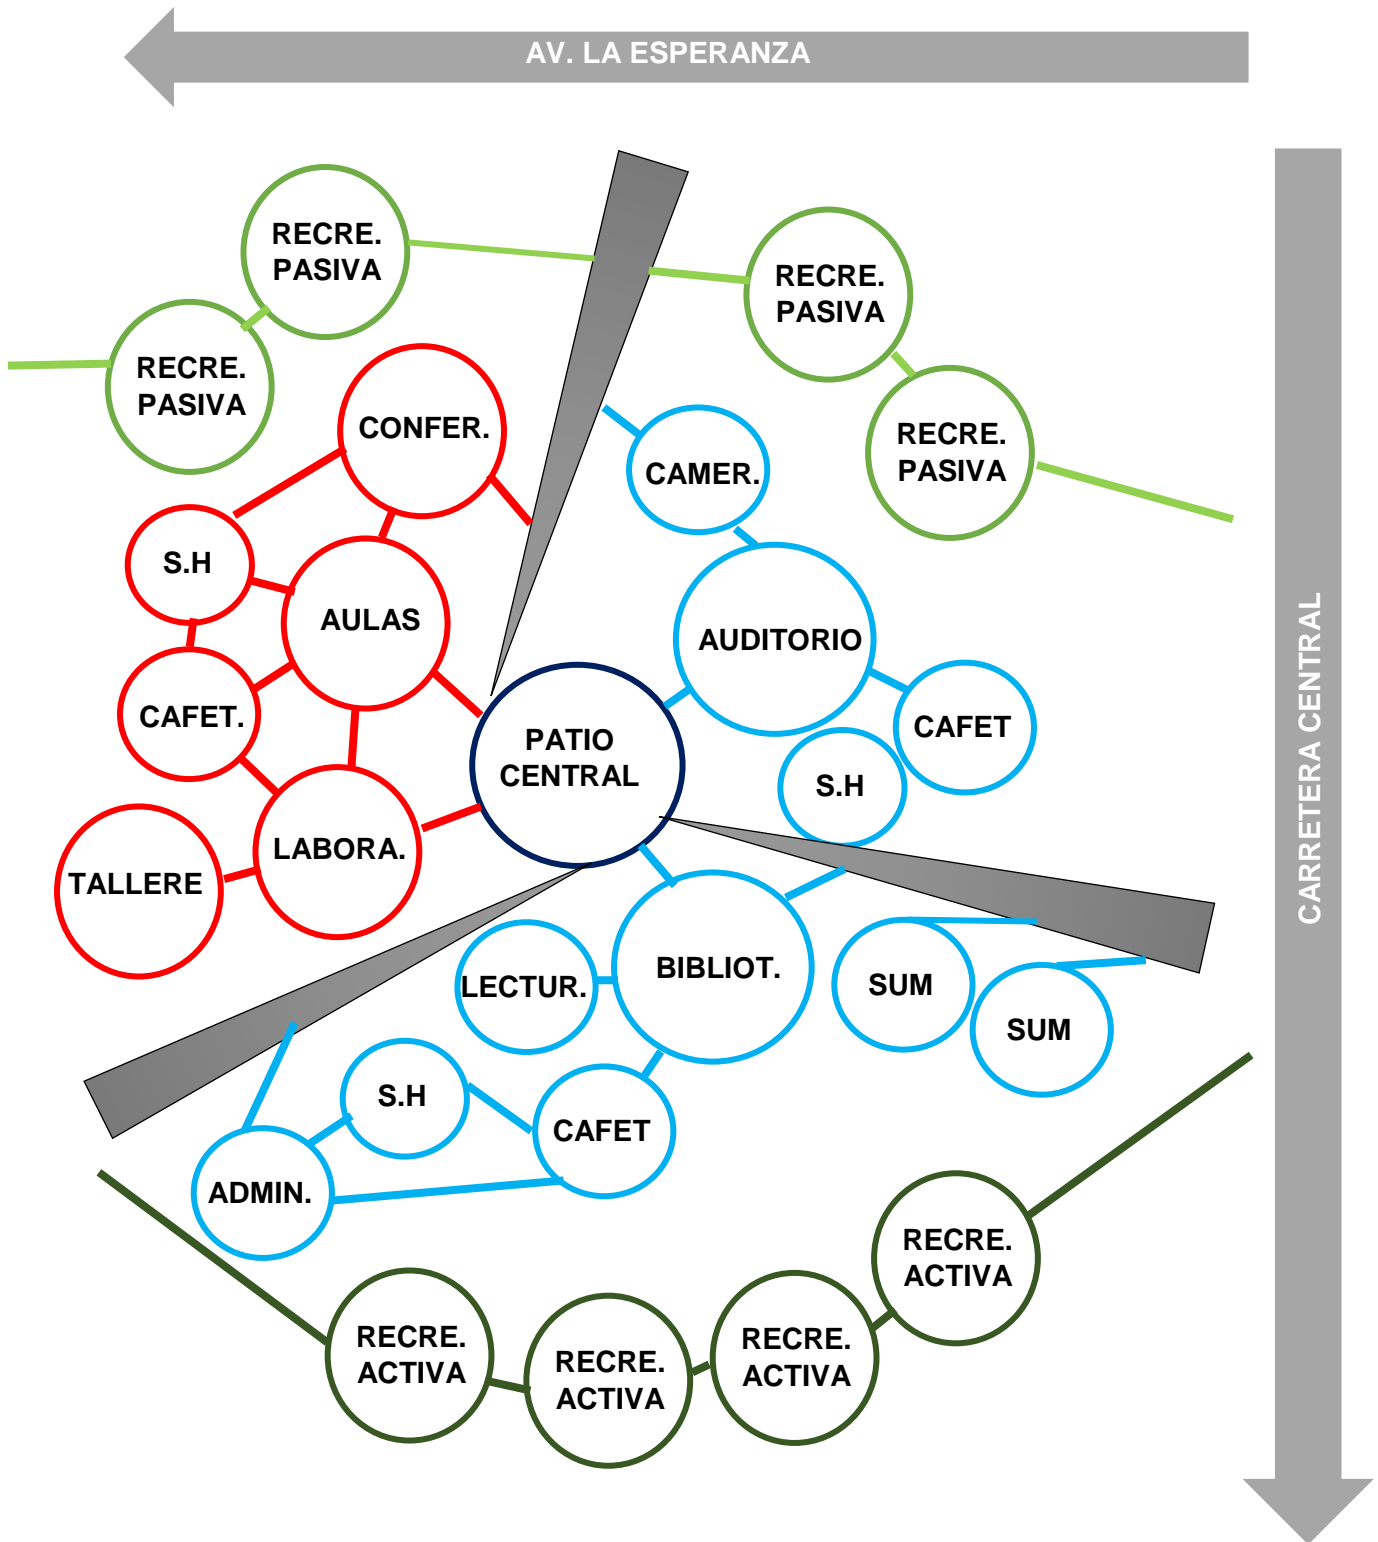 AV. LA ESPERANZA
RECRE.
PASIVA
RECRE.
PASIVA
RECRE.
PASIVA
RECRE.
PASIVA
CONFER.
CAMER.
S.H
AULAS
AUDITORIO
CAFET.
CAFET
PATIO
CENTRAL
S.H
LABORA.
TALLERE
BIBLIOT.
LECTUR.
SUM
SUM
S.H
CAFET
ADMIN.
RECRE.
ACTIVA
RECRE.
ACTIVA
RECRE.
ACTIVA
RECRE.
ACTIVA
CARRETERA CENTRAL